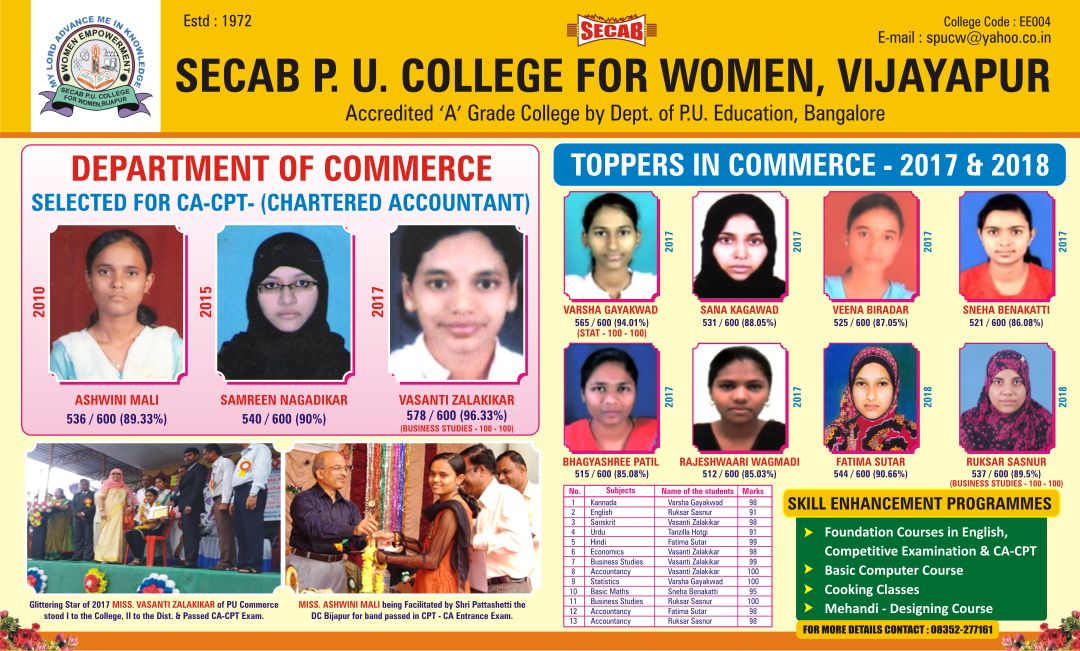 Estd : 1972
SECAB
College Code : EE004
E-mail : spucw@yahoo.co.in
MY LORD ADVANCE ME IN KNOWLEDGE
WOMEN EMPOWERMENT
SECAB P.U. COLLEGE
FOR WOMEN, BIJAPUR
SECAB P. U. COLLEGE FOR WOMEN, VIJAYAPUR
Accredited ‘A’ Grade College by Dept. of P.U. Education, Bangalore
DEPARTMENT OF COMMERCE
SELECTED FOR CA-CPT- (CHARTERED ACCOUNTANT)
2010
2015
2017
ASHWINI MALI
536 / 600 (89.33%)
SAMREEN NAGADIKAR
540 / 600 (90%)
VASANTI ZALAKIKAR
578 / 600 (96.33%)
(BUSINESS STUDIES - 100 - 100)
Glittering Star of 2017 MISS. VASANTI ZALAKIKAR of PU Commerce
stood I to the College, II to the Dist. & Passed CA-CPT Exam.
MISS. ASHWINI MALI being Facilitated by Shri Pattashetti the
DC Bijapur for band passed in CPT - CA Entrance Exam.
TOPPERS IN COMMERCE - 2017 & 2018
2017
2017
2017
2017
VARSHA GAYAKWAD
565 / 600 (94.01%)
(STAT - 100 - 100)
SANA KAGAWAD
531 / 600 (88.05%)
VEENA BIRADAR
525 / 600 (87.05%)
SNEHA BENAKATTI
521 / 600 (86.08%)
2017
2017
2018
2018
BHAGYASHREE PATIL
515 / 600 (85.08%)
RAJESHWAARI WAGMADI
512 / 600 (85.03%)
FATIMA SUTAR
544 / 600 (90.66%)
RUKSAR SASNUR
537 / 600 (89.5%)
(BUSINESS STUDIES - 100 - 100)
No. Subjects Name of the students Marks
1 Kannada Varsha Gayakwad 98
2 English Ruksar Sasnur 91
3 Sanskrit Vasanti Zalakikar 98
4 Urdu Tanzilla Hotgi 91
5 Hindi Fatima Sutar 99
6 Economics Vasanti Zalakikar 98
7 Business Studies Vasanti Zalakikar 99
8 Accountancy Vasanti Zalakikar 100
9 Statistics Varsha Gayakwad 100
10 Basic Maths Sneha Benakatti 95
11 Business Studies Ruksar Sasnur 100
12 Accountancy Fatima Sutar 98
13 Accountancy Ruksar Sasnur 98
SKILL ENHANCEMENT PROGRAMMES
Foundation Courses in English,
Competitive Examination & CA-CPT
Basic Computer Course
Cooking Classes
Mehandi - Designing Course
FOR MORE DETAILS CONTACT : 08352-277161